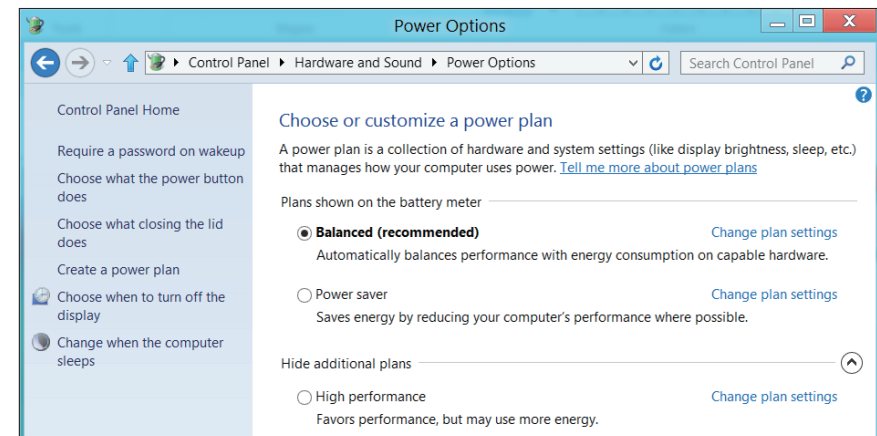 Power Options
X
Control Panel Hardware and Sound Power Options
Search Control Panel
?
Control Panel Home
Require a password on wakeup
Choose what the power button
does
Choose what closing the lid
does
Create a power plan
Choose when to turn off the
display
Change when the computer
sleeps
Choose or customize a power plan
A power plan is a collection of hardware and system settings (like display brightness, sleep, etc.)
that manages how your computer uses power. Tell me more about power plans
Plans shown on the battery meter
Balanced (recommended) Change plan settings
Automatically balances performance with energy consumption on capable hardware.
Power saver Change plan settings
Saves energy by reducing your computer's performance where possible.
Hide additional plans
High performance Change plan settings
Favors performance, but may use more energy.